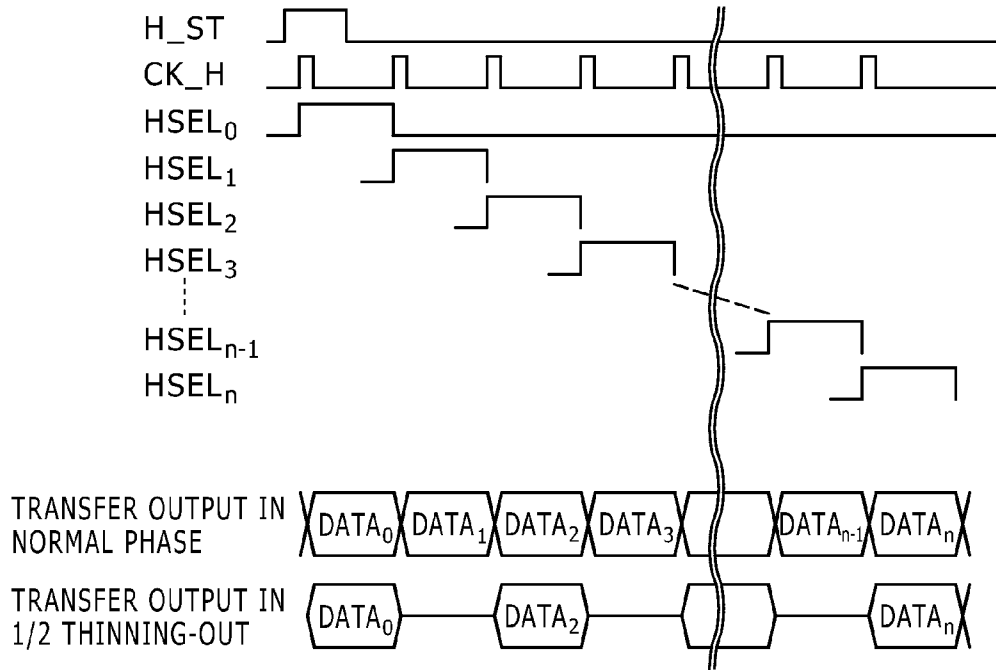 H_ST
CK_H
HSEL₀
HSEL₁
HSEL₂
HSEL₃
HSELₙ₋₁
HSELₙ
TRANSFER OUTPUT IN
NORMAL PHASE
DATA₀ DATA₁ DATA₂ DATA₃ DATAₙ₋₁ DATAₙ
TRANSFER OUTPUT IN
1/2 THINNING-OUT
DATA₀ DATA₂ DATAₙ